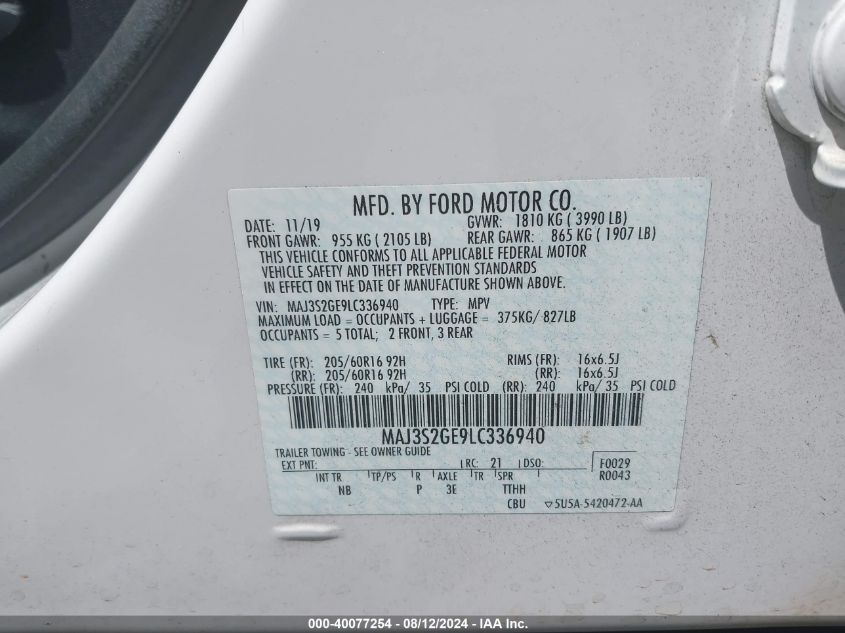 MFD. BY FORD MOTOR CO.
DATE: 11/19 GVWR: 1810 KG ( 3990 LB)
FRONT GAWR: 955 KG ( 2105 LB) REAR GAWR: 865 KG ( 1907 LB)
THIS VEHICLE CONFORMS TO ALL APPLICABLE FEDERAL MOTOR
VEHICLE SAFETY AND THEFT PREVENTION STANDARDS
IN EFFECT ON THE DATE OF MANUFACTURE SHOWN ABOVE.
VIN: MAJ3S2GE9LC336940 TYPE: MPV
MAXIMUM LOAD = OCCUPANTS + LUGGAGE = 375KG/ 827LB
OCCUPANTS = 5 TOTAL; 2 FRONT, 3 REAR
TIRE (FR): 205/60R16 92H RIMS (FR): 16x6.5J
(RR): 205/60R16 92H (RR): 16x6.5J
PRESSURE (FR): 240 kPa/ 35 PSI COLD (RR): 240 kPa/ 35 PSI COLD
MAJ3S2GE9LC336940
TRAILER TOWING - SEE OWNER GUIDE
EXT PNT: RC: 21 DSO: F0029
INT TR TP/PS R AXLE TR SPR R0043
NB P 3E TTHH
CBU ▽5U5A-5420472-AA
000-40077254 - 08/12/2024 - IAA Inc.